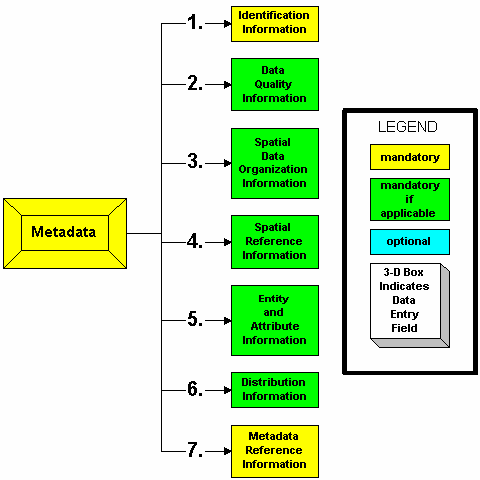 Metadata
1.
Identification
Information
2.
Data
Quality
Information
3.
Spatial
Data
Organization
Information
4.
Spatial
Reference
Information
5.
Entity
and
Attribute
Information
6.
Distribution
Information
7.
Metadata
Reference
Information
LEGEND
mandatory
mandatory
if
applicable
optional
3-D Box
Indicates
Data
Entry
Field